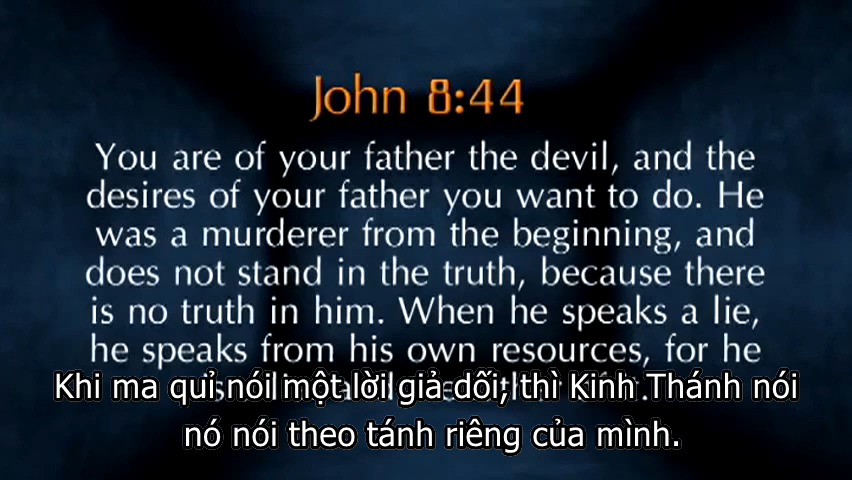 John 8:44
You are of your father the devil, and the
desires of your father you want to do. He
was a murderer from the beginning, and
does not stand in the truth, because there
is no truth in him. When he speaks a lie,
he speaks from his own resources, for he
Khi ma quỉ nói một lời giả dối, thì Kinh Thánh nói
nó nói theo tánh riêng của mình.